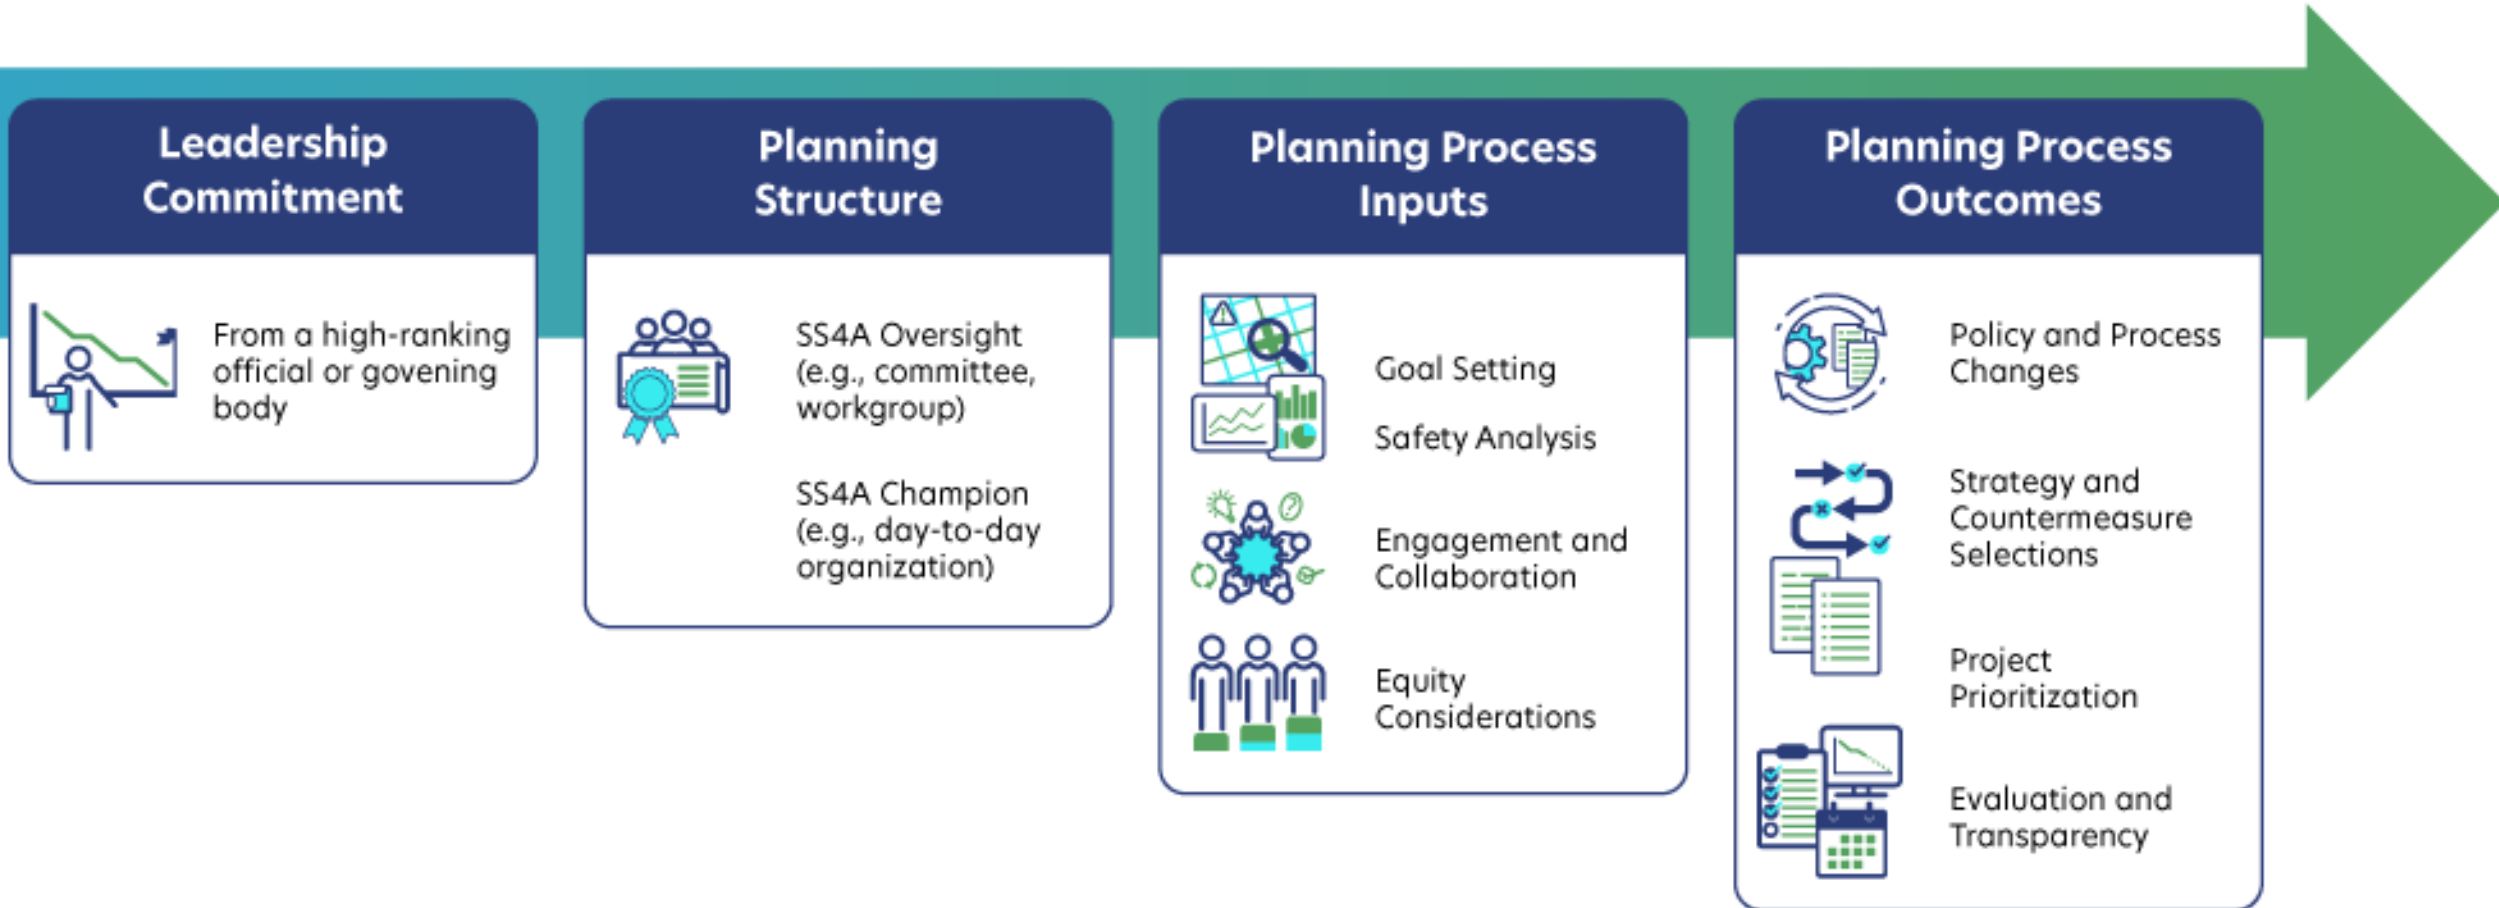 Leadership
Commitment
From a high-ranking
official or govening
body
Planning
Structure
SS4A Oversight
(e.g., committee,
workgroup)
SS4A Champion
(e.g., day-to-day
organization)
Planning Process
Inputs
Goal Setting
Safety Analysis
Engagement and
Collaboration
Equity
Considerations
Planning Process
Outcomes
Policy and Process
Changes
Strategy and
Countermeasure
Selections
Project
Prioritization
Evaluation and
Transparency